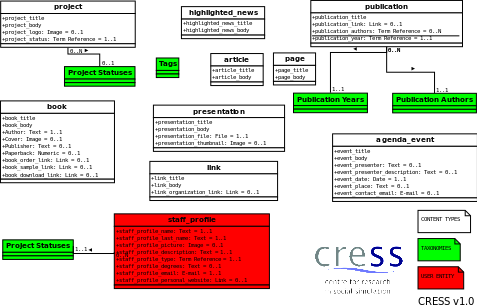 project
+project_title
+project_body
+project_logo: Image = 0..1
+project_status: Term Reference = 1..1
0..N
0..1
Project Statuses
highlighted_news
+highlighted_news_title
+highlighted_news_body
publication
+publication_title
+publication_link: Link = 0..1
+publication_authors: Term Reference = 0..N
+publication_year: Term Reference = 1..1
0..N
1..1
1..1
Publication Years
Publication Authors
Tags
article
+article_title
+article_body
page
+page_title
+page_body
book
+book_title
+book_body
+Author: Text = 1..1
+Cover: Image = 0..1
+Publisher: Text = 0..1
+Paperback: Numeric = 0..1
+book_order_link: Link = 0..1
+book_sample_link: Link = 0..1
+book_download_link: Link = 0..1
presentation
+presentation_title
+presentation_body
+presentation_file: File = 1..1
+presentation_thumbnail: Image = 0..1
agenda_event
+event_title
+event_body
+event_presenter: Text = 0..1
+event_presenter_description: Text = 0..1
+event_date: Date = 1..1
+event_place: Text = 0..1
+event_contact_email: E-mail = 0..1
link
+link_title
+link_body
+organization_link: Link = 0..1
staff_profile
+staff_profile_name: Text = 1..1
+staff_profile_last_name: Text = 1..1
+staff_profile_picture: Image = 0..1
+staff_profile_description: Text = 1..1
+staff_profile_type: Term Reference = 1..1
+staff_profile_degrees: Text = 0..1
+staff_profile_email: E-mail = 1..1
+staff_profile_personal_website: Link = 0..1
Project Statuses
1..1
cress
centre for research
in social simulation
CONTENT TYPES
TAXONOMIES
USER ENTITY
CRESS v1.0